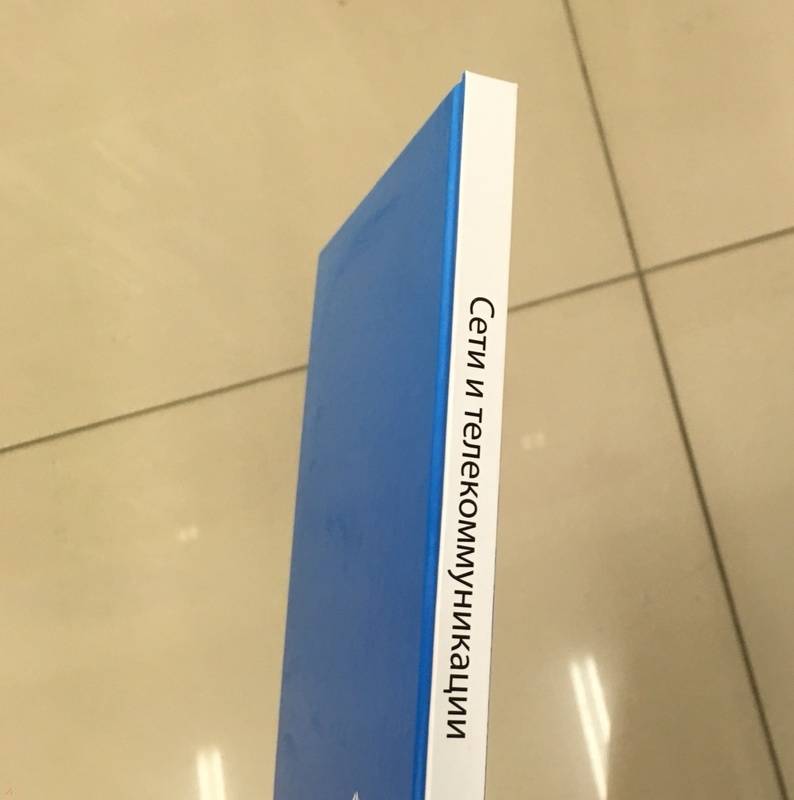 Сети и телекоммуникации